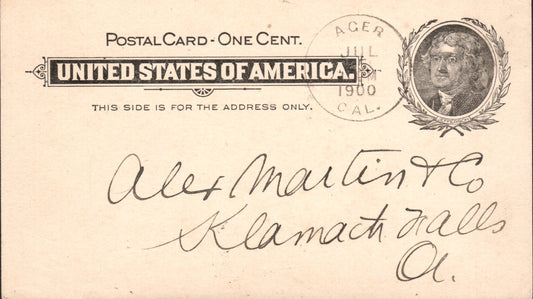 POSTAL CARD - ONE CENT.
UNITED STATES OF AMERICA.
THIS SIDE IS FOR THE ADDRESS ONLY.
AGER
JUL
1900
CAL.
Alex Martin & Co
Klamath Falls
O.